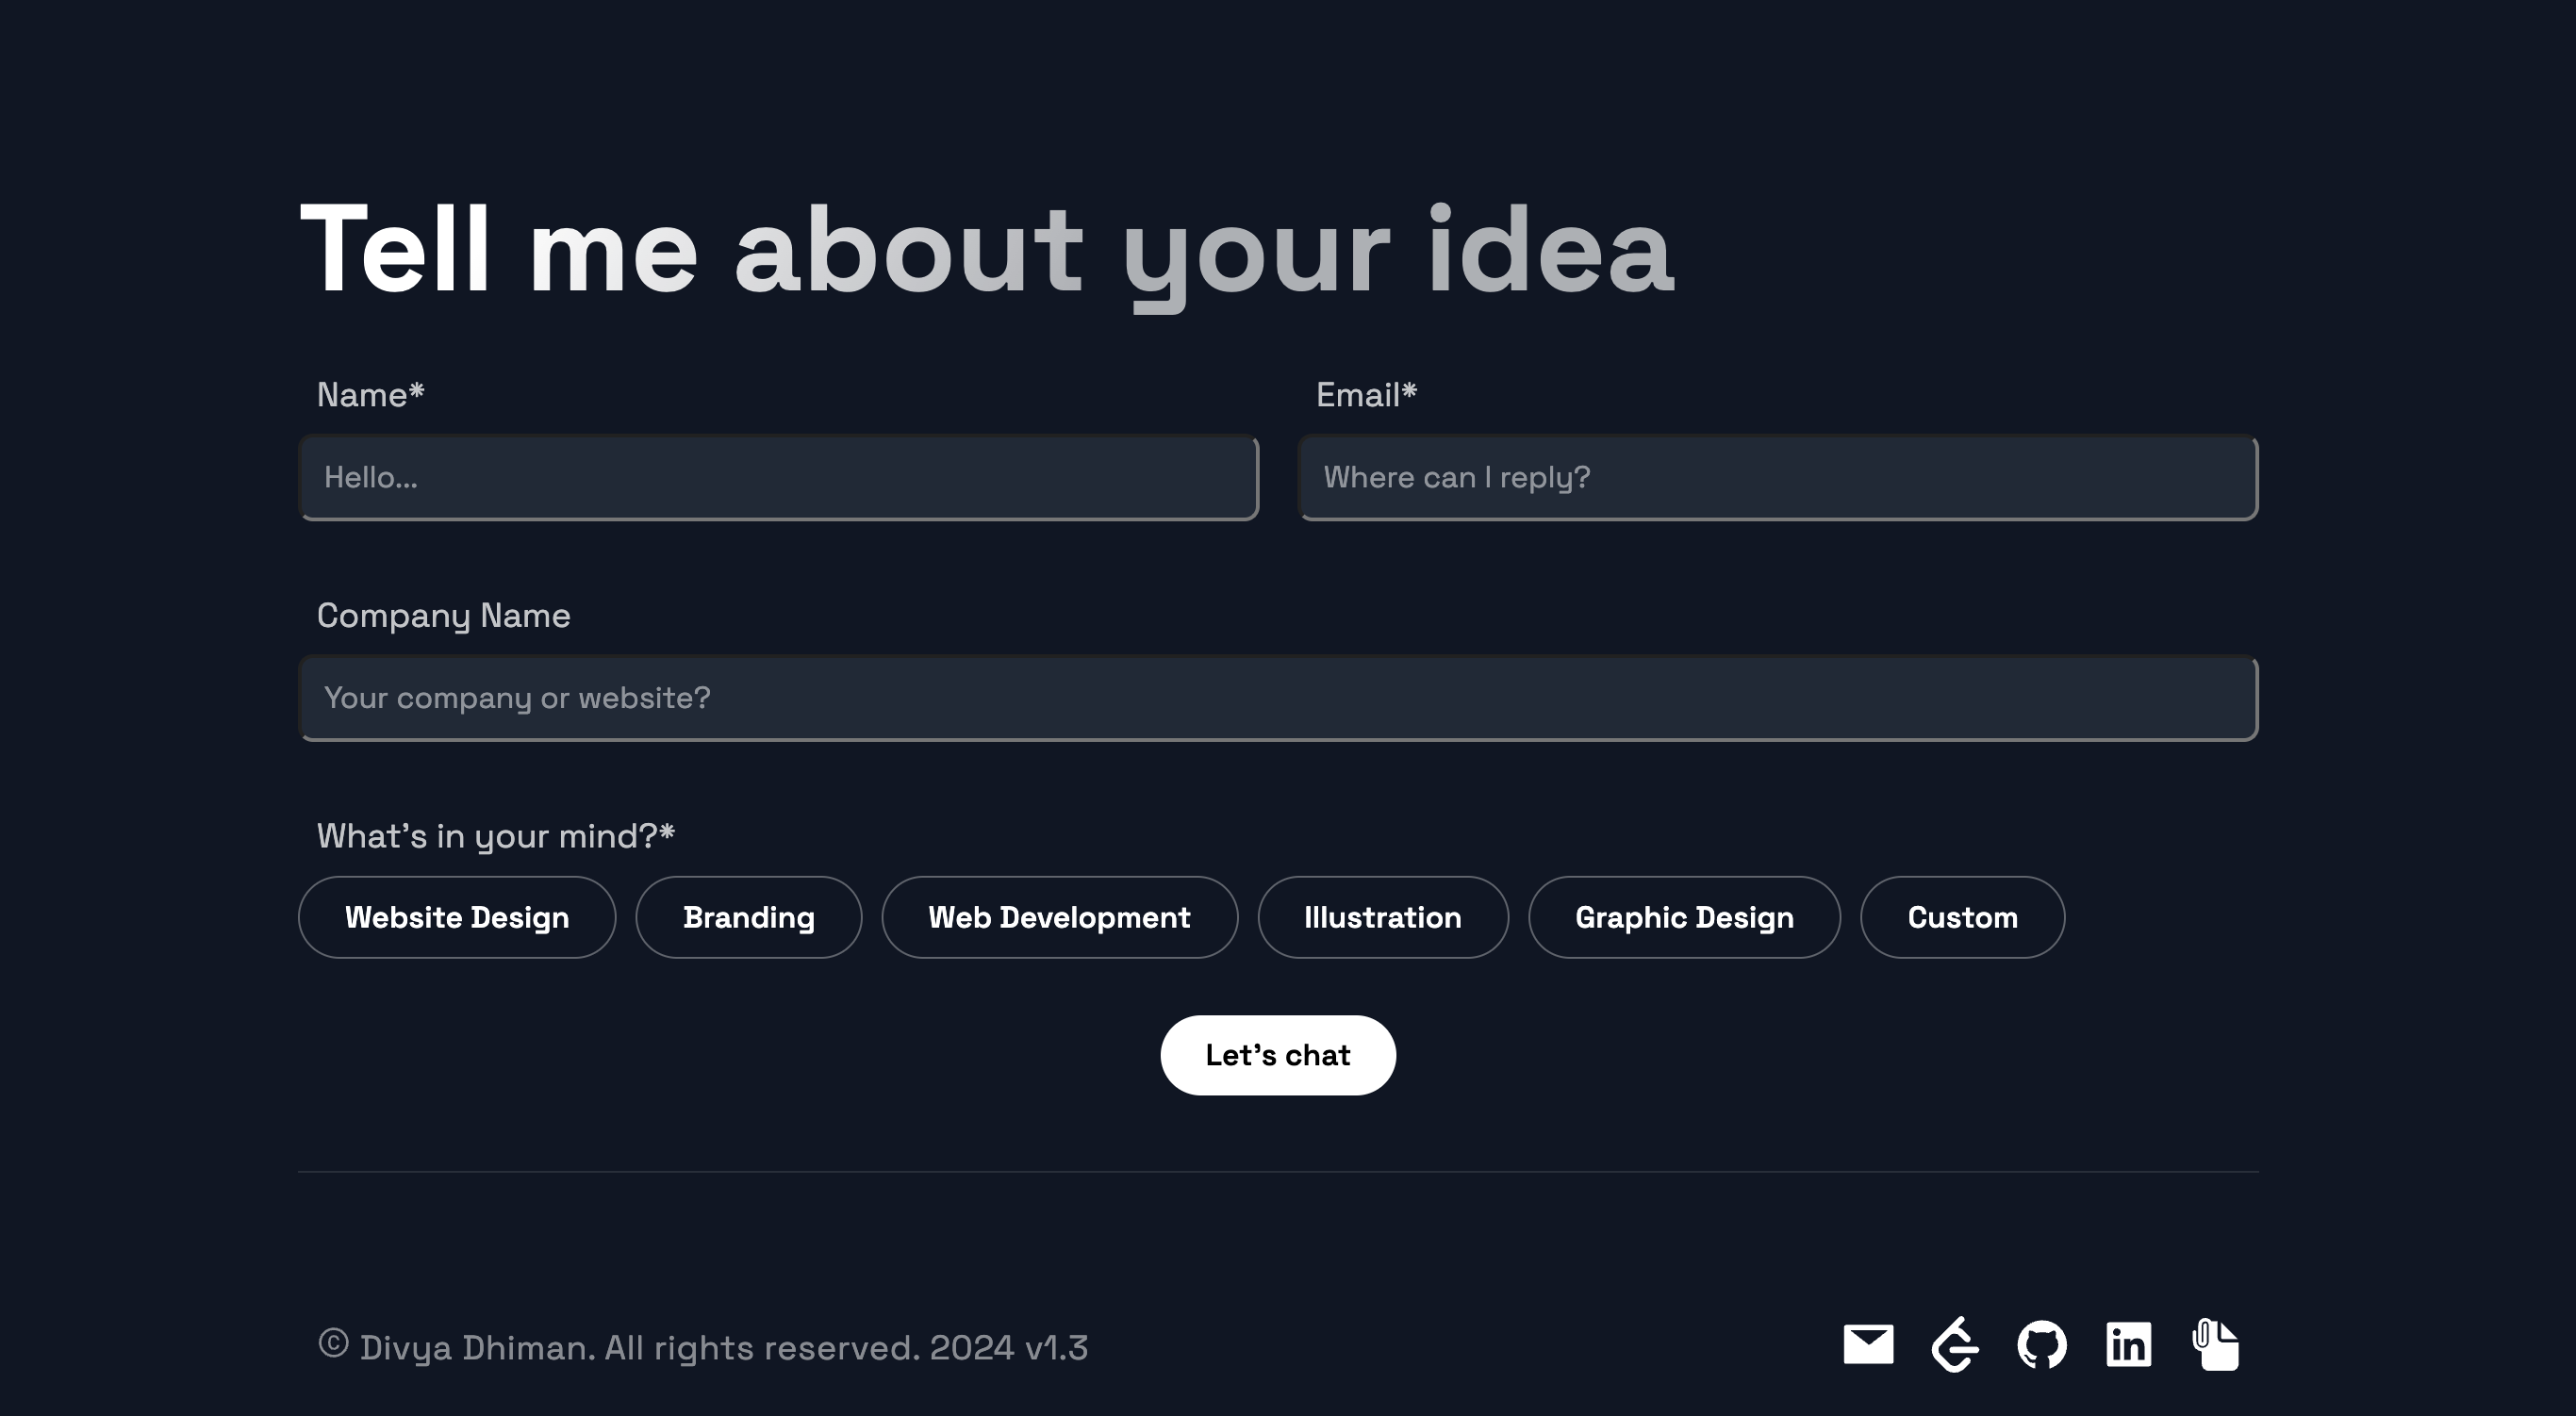 Tell me about your idea
Name* Email*
Hello... Where can I reply?
Company Name
Your company or website?
What's in your mind?*
Website Design Branding Web Development Illustration Graphic Design Custom
Let's chat
© Divya Dhiman. All rights reserved. 2024 v1.3 in